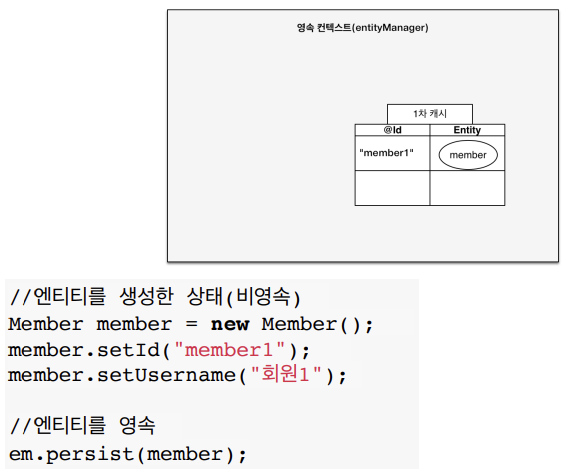 영속 컨텍스트(entityManager)
1차 캐시
@Id Entity
"member1" member
//엔티티를 생성한 상태(비영속)
Member member = new Member();
member.setId("member1");
member.setUsername("회원1");
//엔티티를 영속
em.persist(member);